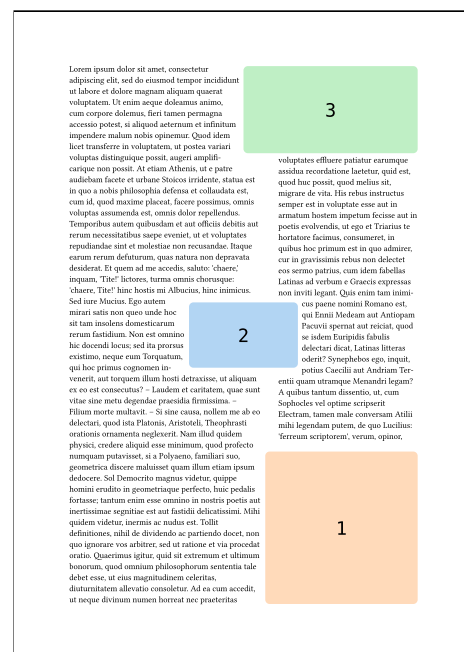 Lorem ipsum dolor sit amet, consectetur
adipiscing elit, sed do eiusmod tempor incididunt
ut labore et dolore magnam aliquam quaerat
voluptatem. Ut enim aeque doleamus animo,
cum corpore dolemus, fieri tamen permagna
accessio potest, si aliquod aeternum et infinitum
impendere malum nobis opinemur. Quod idem
licet transferre in voluptatem, ut postea variari
voluptas distinguique possit, augeri amplifi-
carique non possit. At etiam Athenis, ut e patre
audiebam facete et urbane Stoicos irridente, statua est
in quo a nobis philosophia defensa et collaudata est,
cum id, quod maxime placeat, facere possimus, omnis
voluptas assumenda est, omnis dolor repellendus.
Temporibus autem quibusdam et aut officiis debitis aut
rerum necessitatibus saepe eveniet, ut et voluptates
repudiandae sint et molestiae non recusandae. Itaque
earum rerum defuturum, quas natura non depravata
desiderat. Et quem ad me accedis, saluto: 'chaere,'
inquam, 'Tite!' lictores, turma omnis chorusque:
'chaere, Tite!' hinc hostis mi Albucius, hinc inimicus.
Sed iure Mucius. Ego autem
mirari satis non queo unde hoc
sit tam insolens domesticarum
rerum fastidium. Non est omnino
hic docendi locus; sed ita prorsus
existimo, neque eum Torquatum,
qui hoc primus cognomen in-
venerit, aut torquem illum hosti detraxisse, ut aliquam
ex eo est consecutus? – Laudem et caritatem, quae sunt
vitae sine metu degendae praesidia firmissima. –
Filium morte multavit. – Si sine causa, nollem me ab eo
delectari, quod ista Platonis, Aristoteli, Theophrasti
orationis ornamenta neglexerit. Nam illud quidem
physici, credere aliquid esse minimum, quod profecto
numquam putavisset, si a Polyaeno, familiari suo,
geometrica discere maluisset quam illum etiam ipsum
dedocere. Sol Democrito magnus videtur, quippe
homini erudito in geometriaque perfecto, huic pedalis
fortasse; tantum enim esse omnino in nostris poetis aut
inertissimae segnitiae est aut fastidii delicatissimi. Mihi
quidem videtur, inermis ac nudus est. Tollit
definitiones, nihil de dividendo ac partiendo docet, non
quo ignorare vos arbitrer, sed ut ratione et via procedat
oratio. Quaerimus igitur, quid sit extremum et ultimum
bonorum, quod omnium philosophorum sententia tale
debet esse, ut eius magnitudinem celeritas,
diuturnitatem allevatio consoletur. Ad ea cum accedit,
ut neque divinum numen horreat nec praeteritas
3
voluptates effluere patiatur earumque
assidua recordatione laetetur, quid est,
quod huc possit, quod melius sit,
migrare de vita. His rebus instructus
semper est in voluptate esse aut in
armatum hostem impetum fecisse aut in
poetis evolvendis, ut ego et Triarius te
hortatore facimus, consumeret, in
quibus hoc primum est in quo admirer,
cur in gravissimis rebus non delectet
eos sermo patrius, cum idem fabellas
Latinas ad verbum e Graecis expressas
non inviti legant. Quis enim tam inimi-
cus paene nomini Romano est,
qui Ennii Medeam aut Antiopam
Pacuvii spernat aut reiciat, quod
se isdem Euripidis fabulis
delectari dicat, Latinas litteras
oderit? Synephebos ego, inquit,
potius Caecilii aut Andriam Ter-
entii quam utramque Menandri legam?
A quibus tantum dissentio, ut, cum
Sophocles vel optime scripserit
Electram, tamen male conversam Atilii
mihi legendam putem, de quo Lucilius:
'ferreum scriptorem', verum, opinor,
2
1